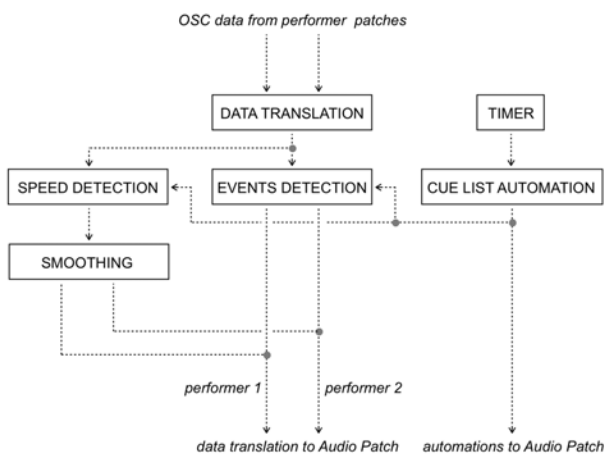 OSC data from performer patches
DATA TRANSLATION
TIMER
SPEED DETECTION
EVENTS DETECTION
CUE LIST AUTOMATION
SMOOTHING
performer 1
performer 2
data translation to Audio Patch
automations to Audio Patch